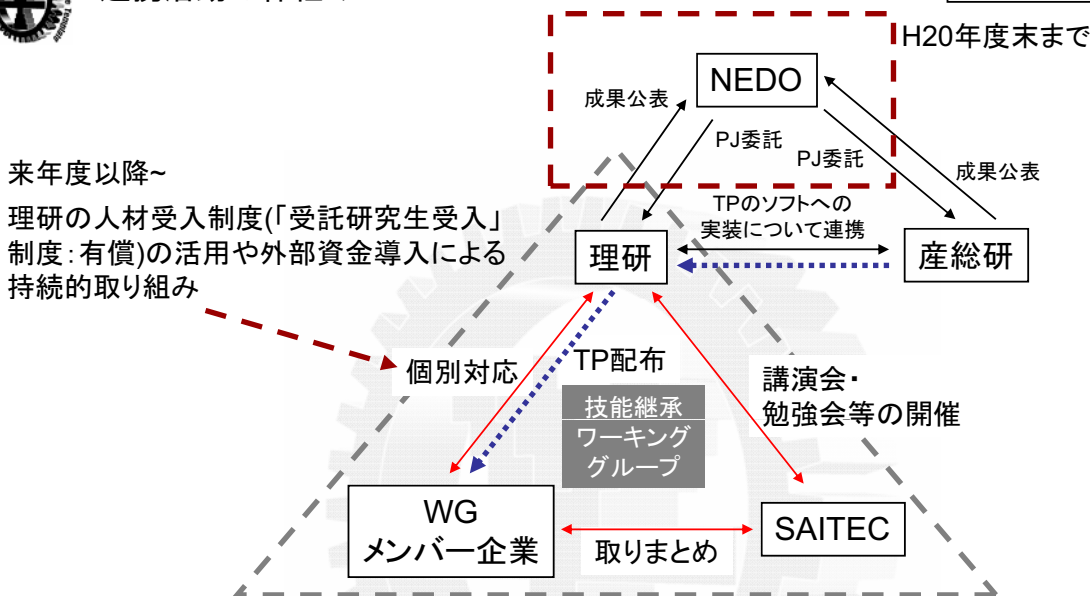 H20年度末まで
NEDO
成果公表
PJ委託
PJ委託
成果公表
来年度以降~
理研の人材受入制度(「受託研究生受入」
制度:有償)の活用や外部資金導入による
持続的取り組み
TPのソフトへの
実装について連携
理研
産総研
個別対応
TP配布
講演会・
勉強会等の開催
技能継承
ワーキング
グループ
WG
メンバー企業
取りまとめ
SAITEC